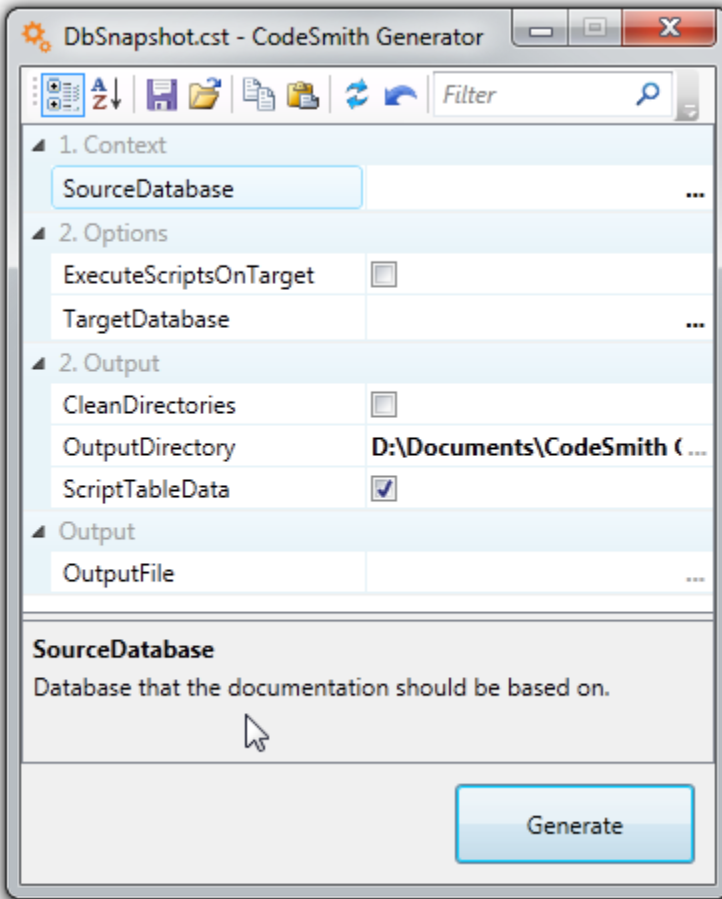 DbSnapshot.cst - CodeSmith Generator
Filter
1. Context
SourceDatabase ...
2. Options
ExecuteScriptsOnTarget
TargetDatabase ...
2. Output
CleanDirectories
OutputDirectory D:\Documents\CodeSmith ( ...
ScriptTableData
Output
OutputFile ...
SourceDatabase
Database that the documentation should be based on.
Generate